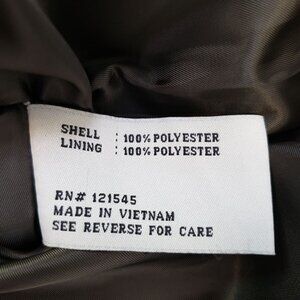 SHELL : 100% POLYESTER
LINING : 100% POLYESTER
RN# 121545
MADE IN VIETNAM
SEE REVERSE FOR CARE